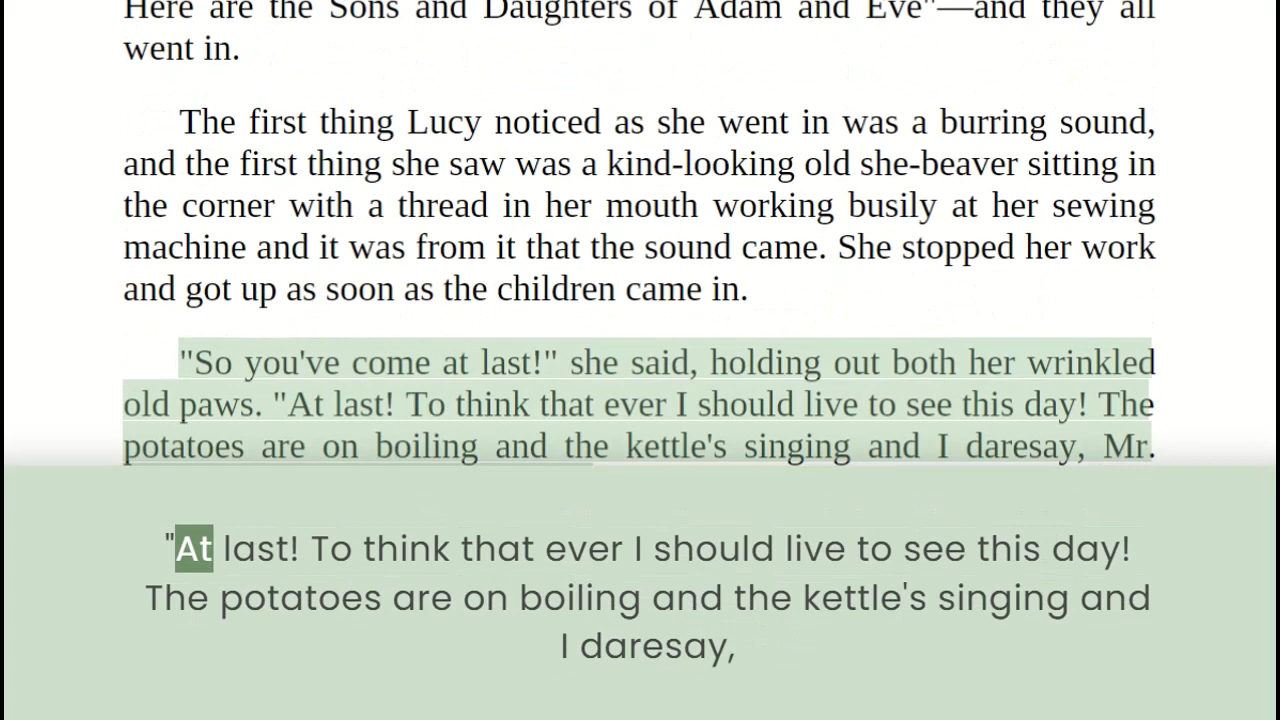 Here are the Sons and Daughters of Adam and Eve"—and they all
went in.
The first thing Lucy noticed as she went in was a burring sound,
and the first thing she saw was a kind-looking old she-beaver sitting in
the corner with a thread in her mouth working busily at her sewing
machine and it was from it that the sound came. She stopped her work
and got up as soon as the children came in.
"So you've come at last!" she said, holding out both her wrinkled
old paws. "At last! To think that ever I should live to see this day! The
potatoes are on boiling and the kettle's singing and I daresay, Mr.
"At last! To think that ever I should live to see this day!
The potatoes are on boiling and the kettle's singing and
I daresay,